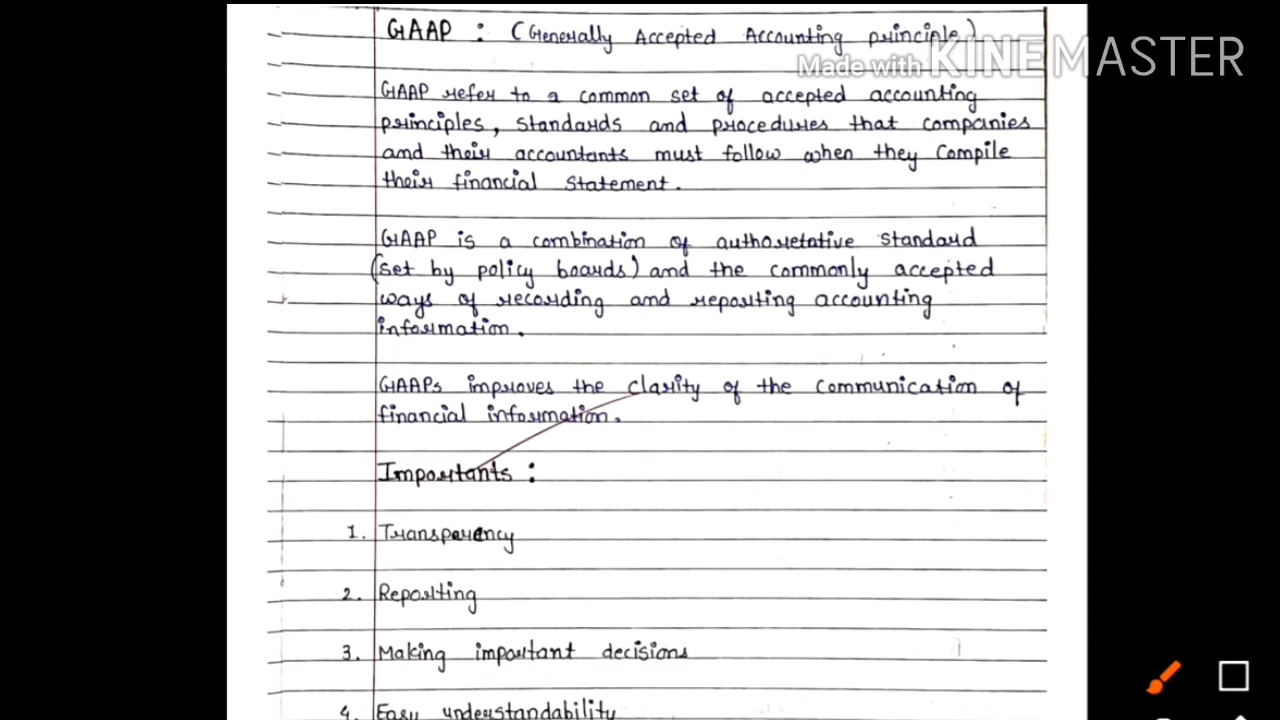 GAAP : (Generally Accepted Accounting principle)
Made with KINEMASTER
GAAP refer to a common set of accepted accounting
principles, standards and procedures that companies
and their accountants must follow when they compile
their financial statement.
GAAP is a combination of authoretative standard
(set by policy boards) and the commonly accepted
ways of recording and reporting accounting
information.
GAAPs improves the clarity of the communication of
financial information.
Importants :
1. Transparency
2. Reporting
3. Making important decisions
4. Easy understandability